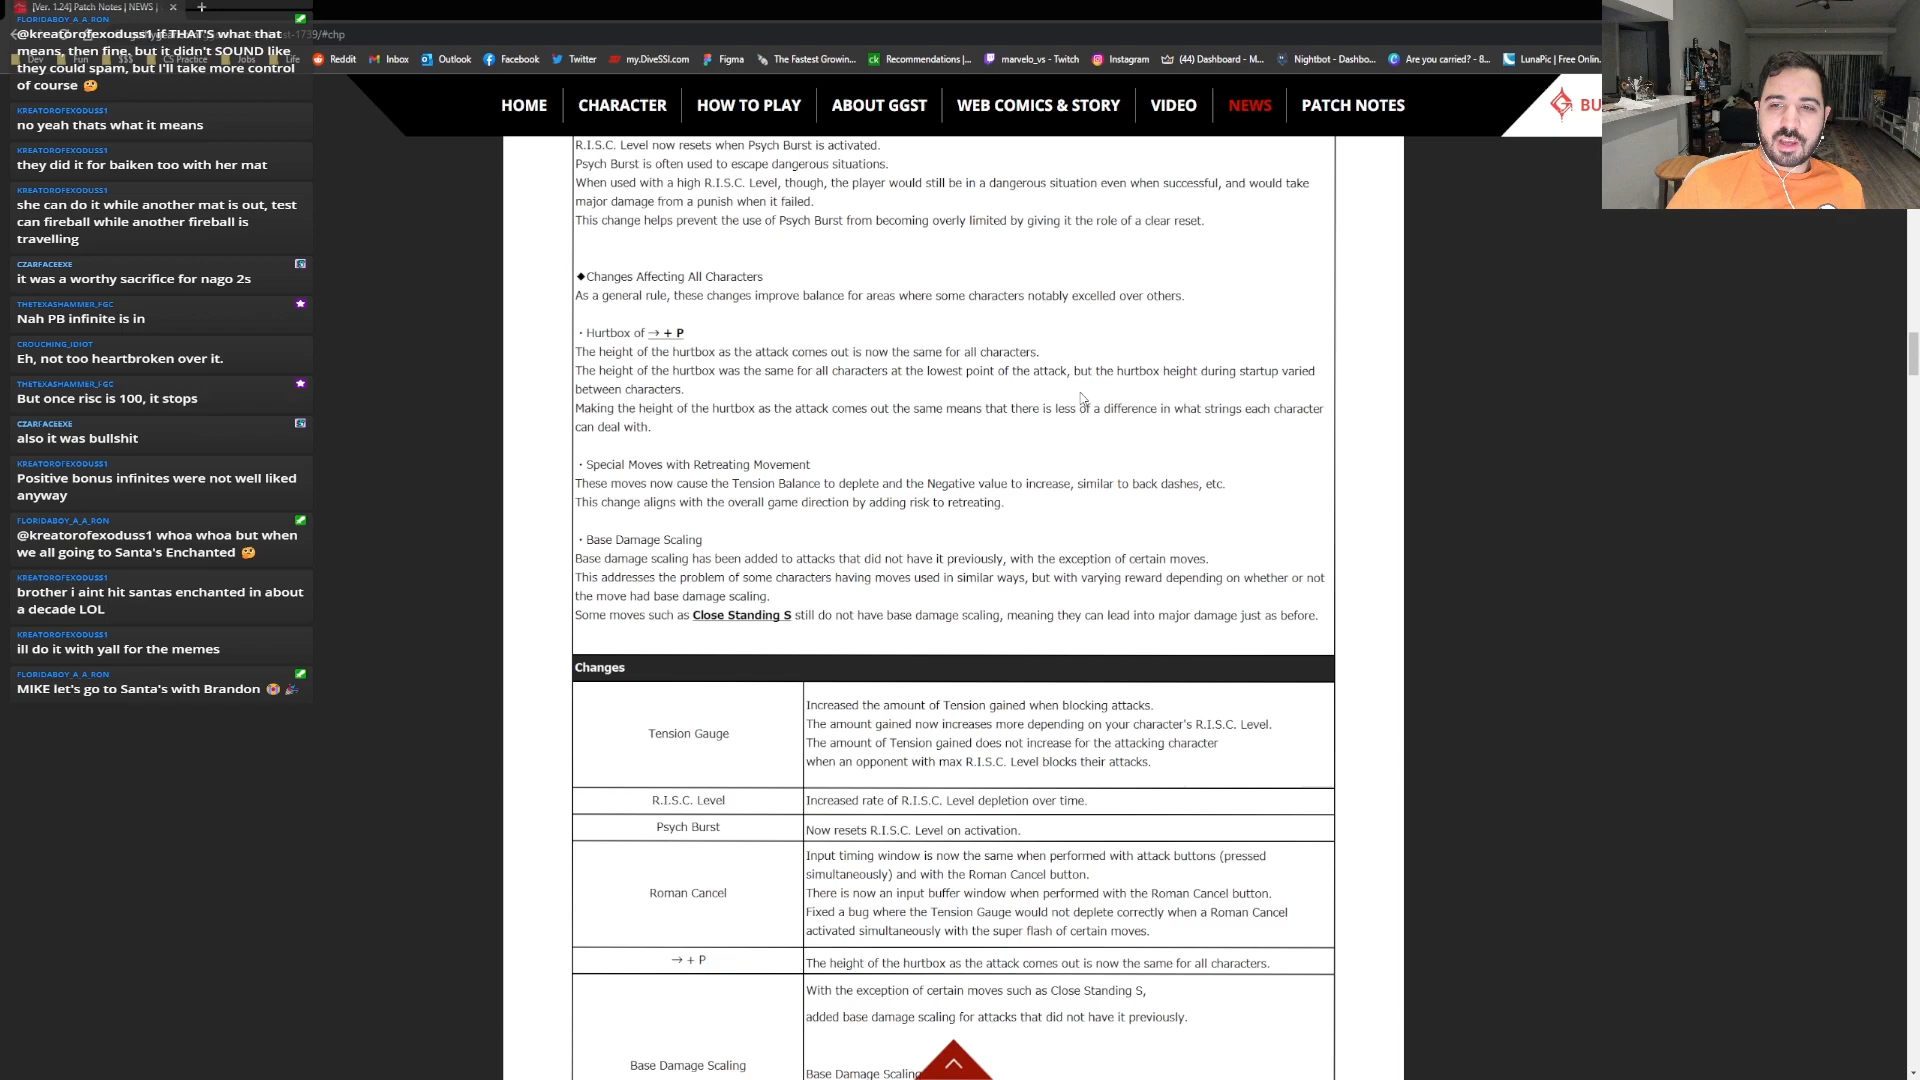 [Ver. 1.24] Patch Notes | NEWS |
FLORIDABOY_A_A_RON
@kreatorofexoduss1 if THAT'S what that
means, then fine, but it didn't SOUND like
they could spam, but I'll take more control
of course
KREATOROFEXODUSS1
no yeah thats what it means
KREATOROFEXODUSS1
they did it for baiken too with her mat
KREATOROFEXODUSS1
she can do it while another mat is out, test
can fireball while another fireball is
travelling
CZARFACEEXE
it was a worthy sacrifice for nago 2s
THETEXASHAMMER_FGC
Nah PB infinite is in
CROUCHING_IDIOT
Eh, not too heartbroken over it.
THETEXASHAMMER_FGC
But once risc is 100, it stops
CZARFACEEXE
also it was bullshit
KREATOROFEXODUSS1
Positive bonus infinites were not well liked
anyway
FLORIDABOY_A_A_RON
@kreatorofexoduss1 whoa whoa but when
we all going to Santa's Enchanted
KREATOROFEXODUSS1
brother i aint hit santas enchanted in about
a decade LOL
KREATOROFEXODUSS1
ill do it with yall for the memes
FLORIDABOY_A_A_RON
MIKE let's go to Santa's with Brandon
st-1739/#chp
Dev Fun $$$ CS Practice Jobs Life Reddit Inbox Outlook Facebook Twitter my.DiveSSI.com Figma The Fastest Growin... Recommendations |... marvelo_vs - Twitch Instagram (44) Dashboard - M... Nightbot - Dashbo... Are you carried? - 8... LunaPic | Free Onlin...
HOME CHARACTER HOW TO PLAY ABOUT GGST WEB COMICS & STORY VIDEO NEWS PATCH NOTES BU
R.I.S.C. Level now resets when Psych Burst is activated.
Psych Burst is often used to escape dangerous situations.
When used with a high R.I.S.C. Level, though, the player would still be in a dangerous situation even when successful, and would take
major damage from a punish when it failed.
This change helps prevent the use of Psych Burst from becoming overly limited by giving it the role of a clear reset.
◆Changes Affecting All Characters
As a general rule, these changes improve balance for areas where some characters notably excelled over others.
・Hurtbox of → + P
The height of the hurtbox as the attack comes out is now the same for all characters.
The height of the hurtbox was the same for all characters at the lowest point of the attack, but the hurtbox height during startup varied
between characters.
Making the height of the hurtbox as the attack comes out the same means that there is less of a difference in what strings each character
can deal with.
・Special Moves with Retreating Movement
These moves now cause the Tension Balance to deplete and the Negative value to increase, similar to back dashes, etc.
This change aligns with the overall game direction by adding risk to retreating.
・Base Damage Scaling
Base damage scaling has been added to attacks that did not have it previously, with the exception of certain moves.
This addresses the problem of some characters having moves used in similar ways, but with varying reward depending on whether or not
the move had base damage scaling.
Some moves such as Close Standing S still do not have base damage scaling, meaning they can lead into major damage just as before.
Changes
Tension Gauge
Increased the amount of Tension gained when blocking attacks.
The amount gained now increases more depending on your character's R.I.S.C. Level.
The amount of Tension gained does not increase for the attacking character
when an opponent with max R.I.S.C. Level blocks their attacks.
R.I.S.C. Level
Increased rate of R.I.S.C. Level depletion over time.
Psych Burst
Now resets R.I.S.C. Level on activation.
Roman Cancel
Input timing window is now the same when performed with attack buttons (pressed
simultaneously) and with the Roman Cancel button.
There is now an input buffer window when performed with the Roman Cancel button.
Fixed a bug where the Tension Gauge would not deplete correctly when a Roman Cancel
activated simultaneously with the super flash of certain moves.
→ + P
The height of the hurtbox as the attack comes out is now the same for all characters.
Base Damage Scaling
With the exception of certain moves such as Close Standing S,
added base damage scaling for attacks that did not have it previously.
Base Damage Scaling